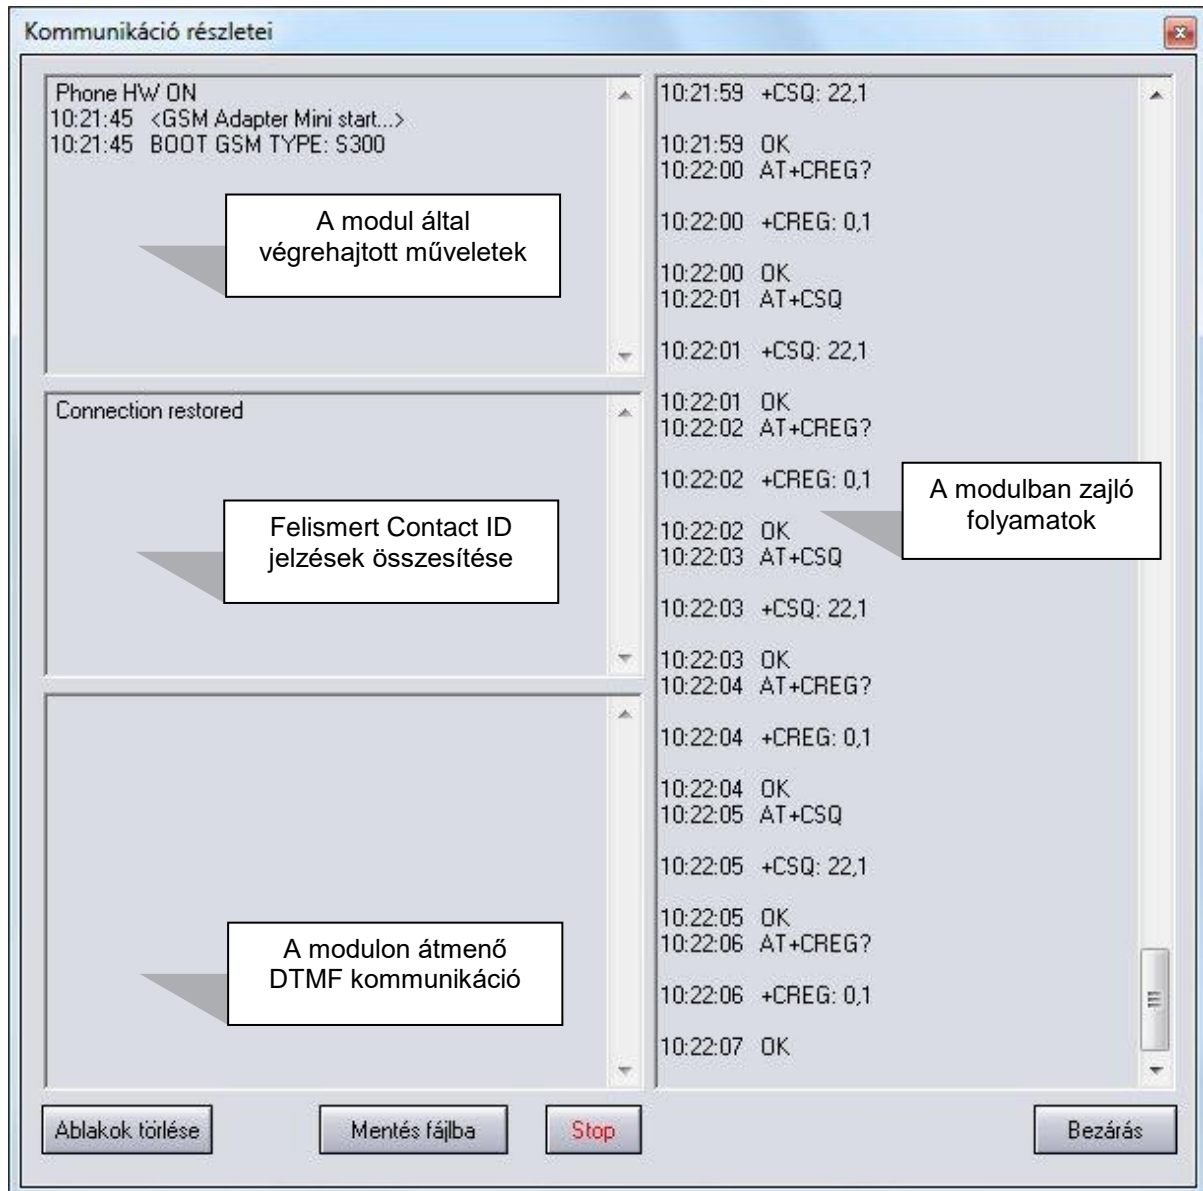 Kommunikáció részletei
Phone HW ON
10:21:45 <GSM Adapter Mini start...>
10:21:45 BOOT GSM TYPE: S300
A modul által
végrehajtott műveletek
Connection restored
Felismert Contact ID
jelzések összesítése
A modulon átmenő
DTMF kommunikáció
10:21:59 +CSQ: 22,1
10:21:59 OK
10:22:00 AT+CREG?
10:22:00 +CREG: 0,1
10:22:00 OK
10:22:01 AT+CSQ
10:22:01 +CSQ: 22,1
10:22:01 OK
10:22:02 AT+CREG?
10:22:02 +CREG: 0,1
10:22:02 OK
10:22:03 AT+CSQ
10:22:03 +CSQ: 22,1
10:22:03 OK
10:22:04 AT+CREG?
10:22:04 +CREG: 0,1
10:22:04 OK
10:22:05 AT+CSQ
10:22:05 +CSQ: 22,1
10:22:05 OK
10:22:06 AT+CREG?
10:22:06 +CREG: 0,1
10:22:07 OK
A modulban zajló
folyamatok
Ablakok törlése
Mentés fájlba
Stop
Bezárás